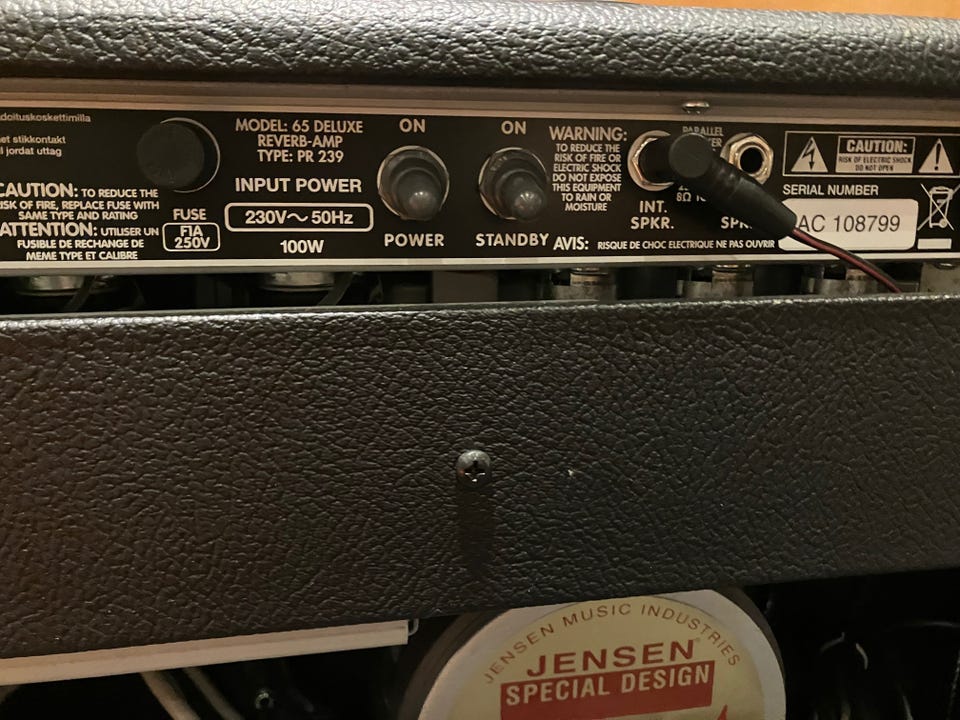 doituskoskettimilla
et stikkontakt
l jordat uttag
CAUTION: TO REDUCE THE
RISK OF FIRE, REPLACE FUSE WITH
SAME TYPE AND RATING
ATTENTION: UTILISER UN
FUSIBLE DE RECHANGE DE
MEME TYPE ET CALIBRE
FUSE
F1A
250V
MODEL: 65 DELUXE
REVERB-AMP
TYPE: PR 239
INPUT POWER
230V~50Hz
100W
ON
POWER
ON
STANDBY
WARNING:
TO REDUCE THE
RISK OF FIRE OR
ELECTRIC SHOCK
DO NOT EXPOSE
THIS EQUIPMENT
TO RAIN OR
MOISTURE
AVIS: RISQUE DE CHOC ELECTRIQUE NE PAS OUVRIR
PARALLEL
INT.
SPKR.
8Ω
CAUTION:
RISK OF ELECTRIC SHOCK
DO NOT OPEN
SERIAL NUMBER
AC 108799
JENSEN MUSIC INDUSTRIES
JENSEN®
SPECIAL DESIGN